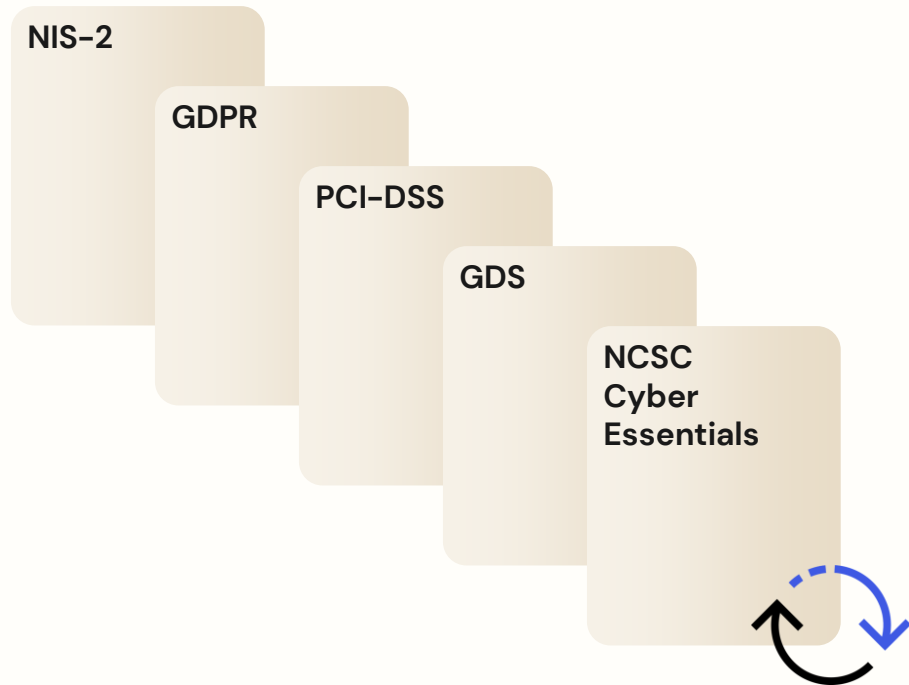 NIS-2
GDPR
PCI-DSS
GDS
NCSC
Cyber
Essentials